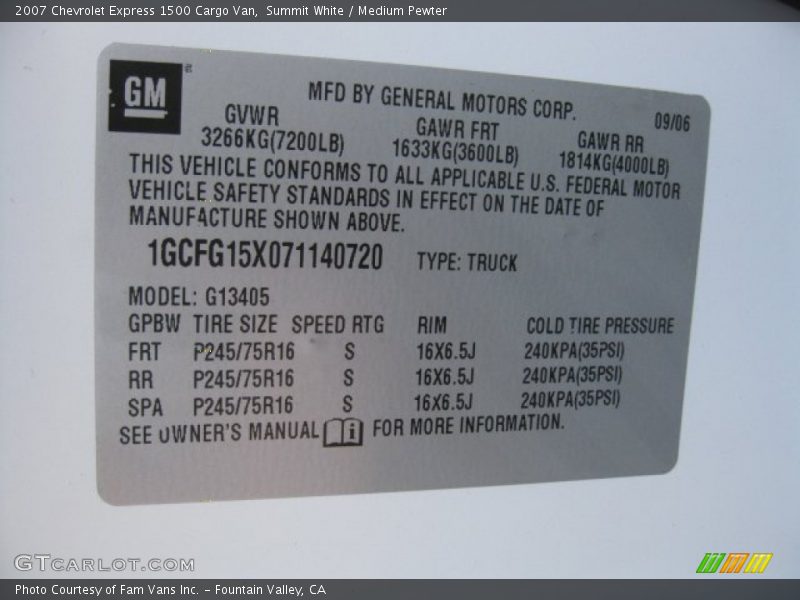 2007 Chevrolet Express 1500 Cargo Van, Summit White / Medium Pewter
GM
MFD BY GENERAL MOTORS CORP.
09/06
GVWR GAWR FRT GAWR RR
3266KG(7200LB) 1633KG(3600LB) 1814KG(4000LB)
THIS VEHICLE CONFORMS TO ALL APPLICABLE U.S. FEDERAL MOTOR
VEHICLE SAFETY STANDARDS IN EFFECT ON THE DATE OF
MANUFACTURE SHOWN ABOVE.
1GCFG15X071140720 TYPE: TRUCK
MODEL: G13405
GPBW TIRE SIZE SPEED RTG RIM COLD TIRE PRESSURE
FRT P245/75R16 S 16X6.5J 240KPA(35PSI)
RR P245/75R16 S 16X6.5J 240KPA(35PSI)
SPA P245/75R16 S 16X6.5J 240KPA(35PSI)
SEE OWNER'S MANUAL i FOR MORE INFORMATION.
GTCARLOT.COM
Photo Courtesy of Fam Vans Inc. – Fountain Valley, CA